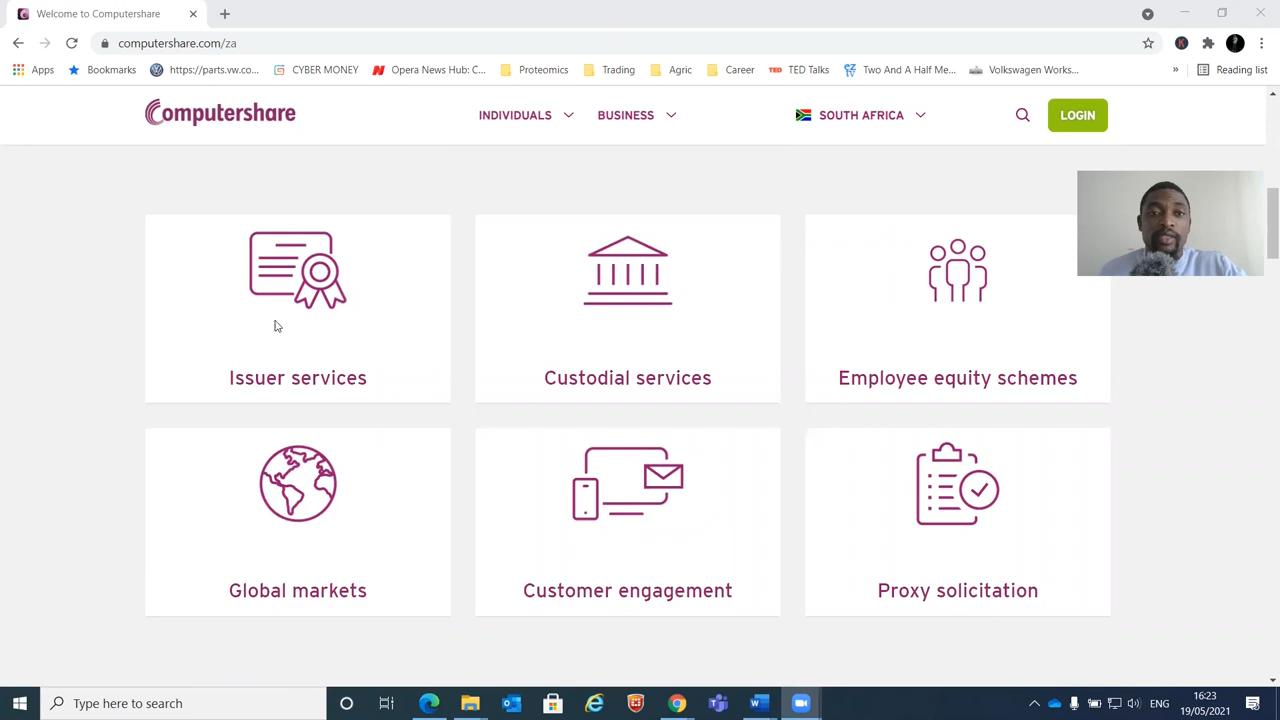 Welcome to Computershare
computershare.com/za
Apps
Bookmarks
https://parts.vw.co...
CYBER MONEY
Opera News Hub: C...
Proteomics
Trading
Agric
Career
TED
TED Talks
Two And A Half Me...
Volkswagen Works...
»
Reading list
Computershare
INDIVIDUALS
BUSINESS
SOUTH AFRICA
LOGIN
Issuer services
Custodial services
Employee equity schemes
Global markets
Customer engagement
Proxy solicitation
Type here to search
ENG
16:23
19/05/2021